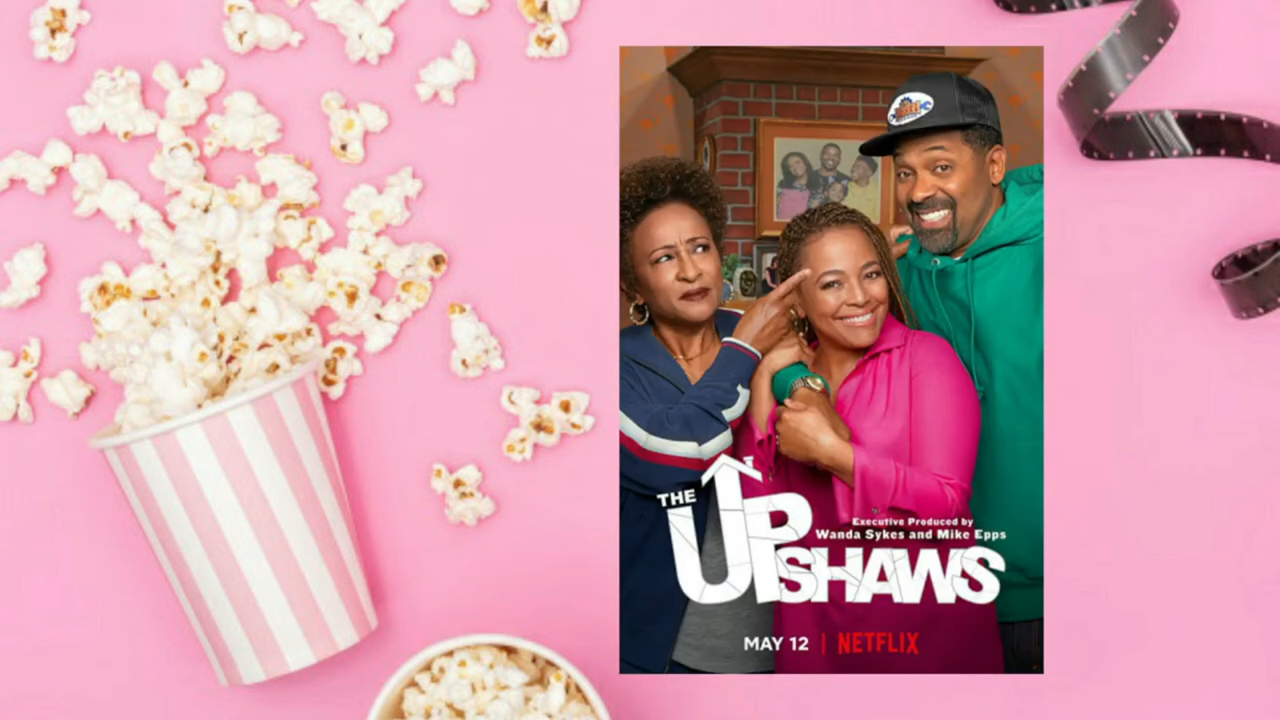 THE
UPSHAWS
Executive Produced by
Wanda Sykes and Mike Epps
MAY 12 | NETFLIX